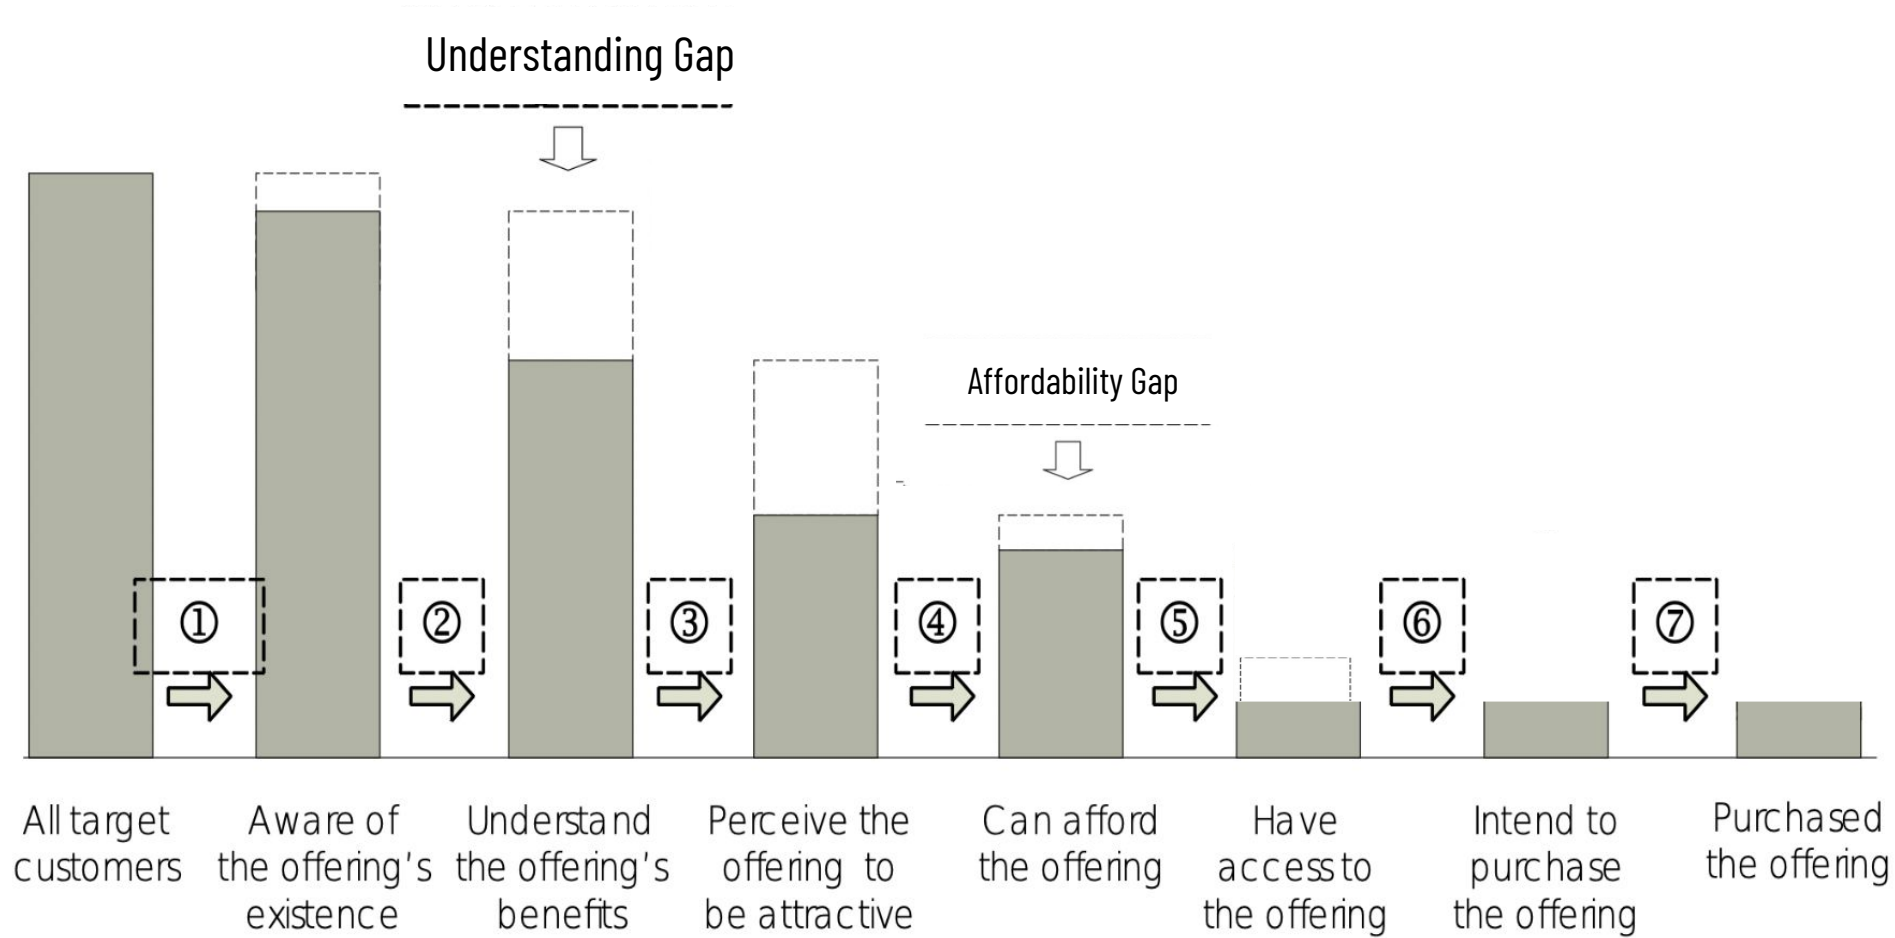 Understanding Gap
Affordability Gap
① ② ③ ④ ⑤ ⑥ ⑦
All target
customers
Aware of
the offering's
existence
Understand
the offering's
benefits
Perceive the
offering to
be attractive
Can afford
the offering
Have
access to
the offering
Intend to
purchase
the offering
Purchased
the offering